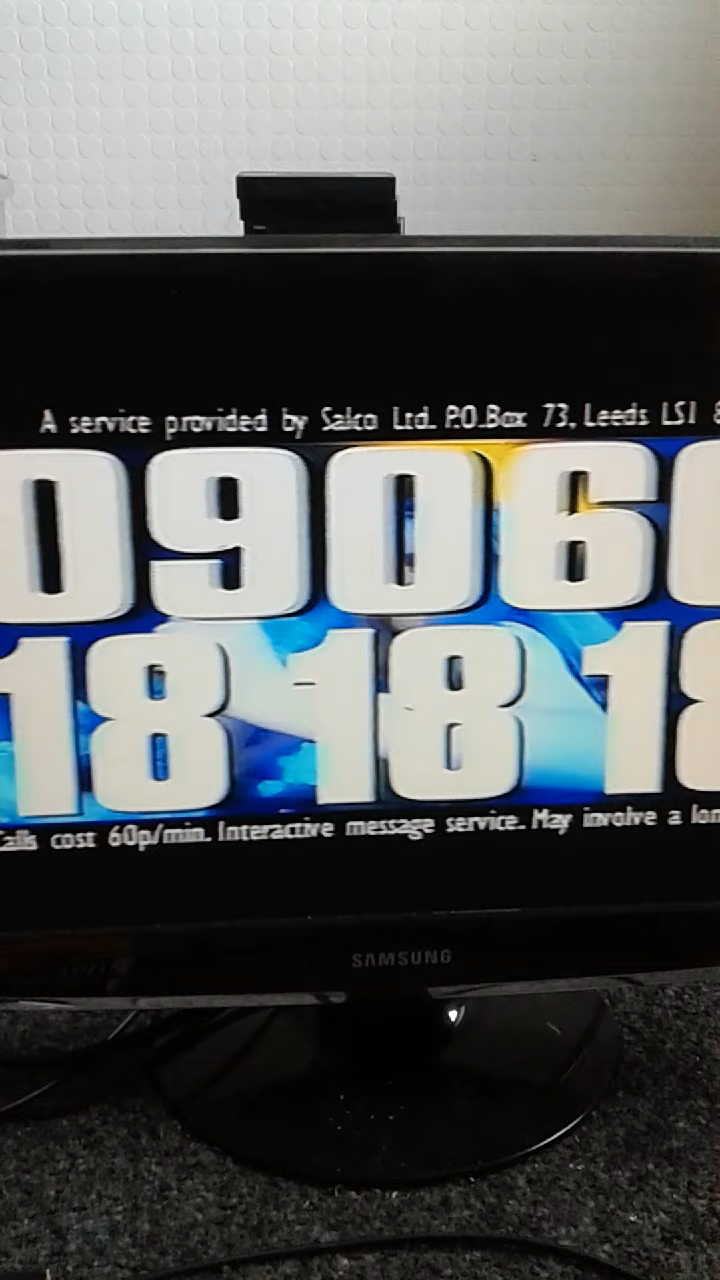 A service provided by Salco Ltd. P.O.Box 73, Leeds LS1
0906
18 18 18
Calls cost 60p/min. Interactive message service. May involve a
SAMSUNG